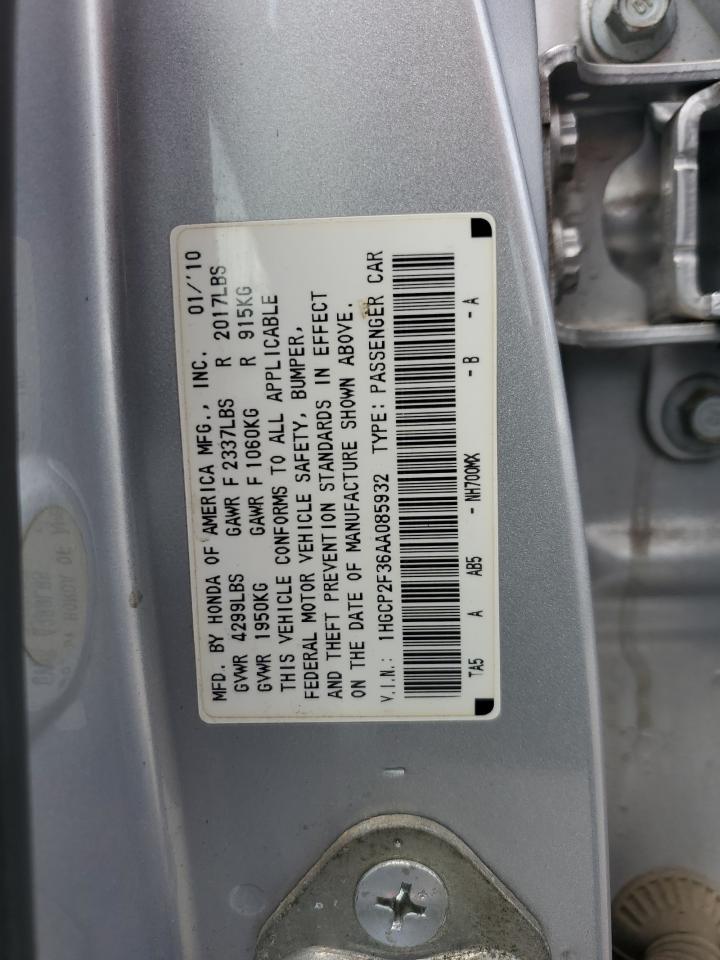 MFD. BY HONDA OF AMERICA MFG., INC. 01/'10
GVWR 4299LBS GAWR F 2337LBS R 2017LBS
GVWR 1950KG GAWR F 1060KG R 915KG
THIS VEHICLE CONFORMS TO ALL APPLICABLE
FEDERAL MOTOR VEHICLE SAFETY, BUMPER,
AND THEFT PREVENTION STANDARDS IN EFFECT
ON THE DATE OF MANUFACTURE SHOWN ABOVE.
V.I.N.: 1HGCP2F36AA085932 TYPE: PASSENGER CAR
TA5 A AB5 - NH700MX - B - A